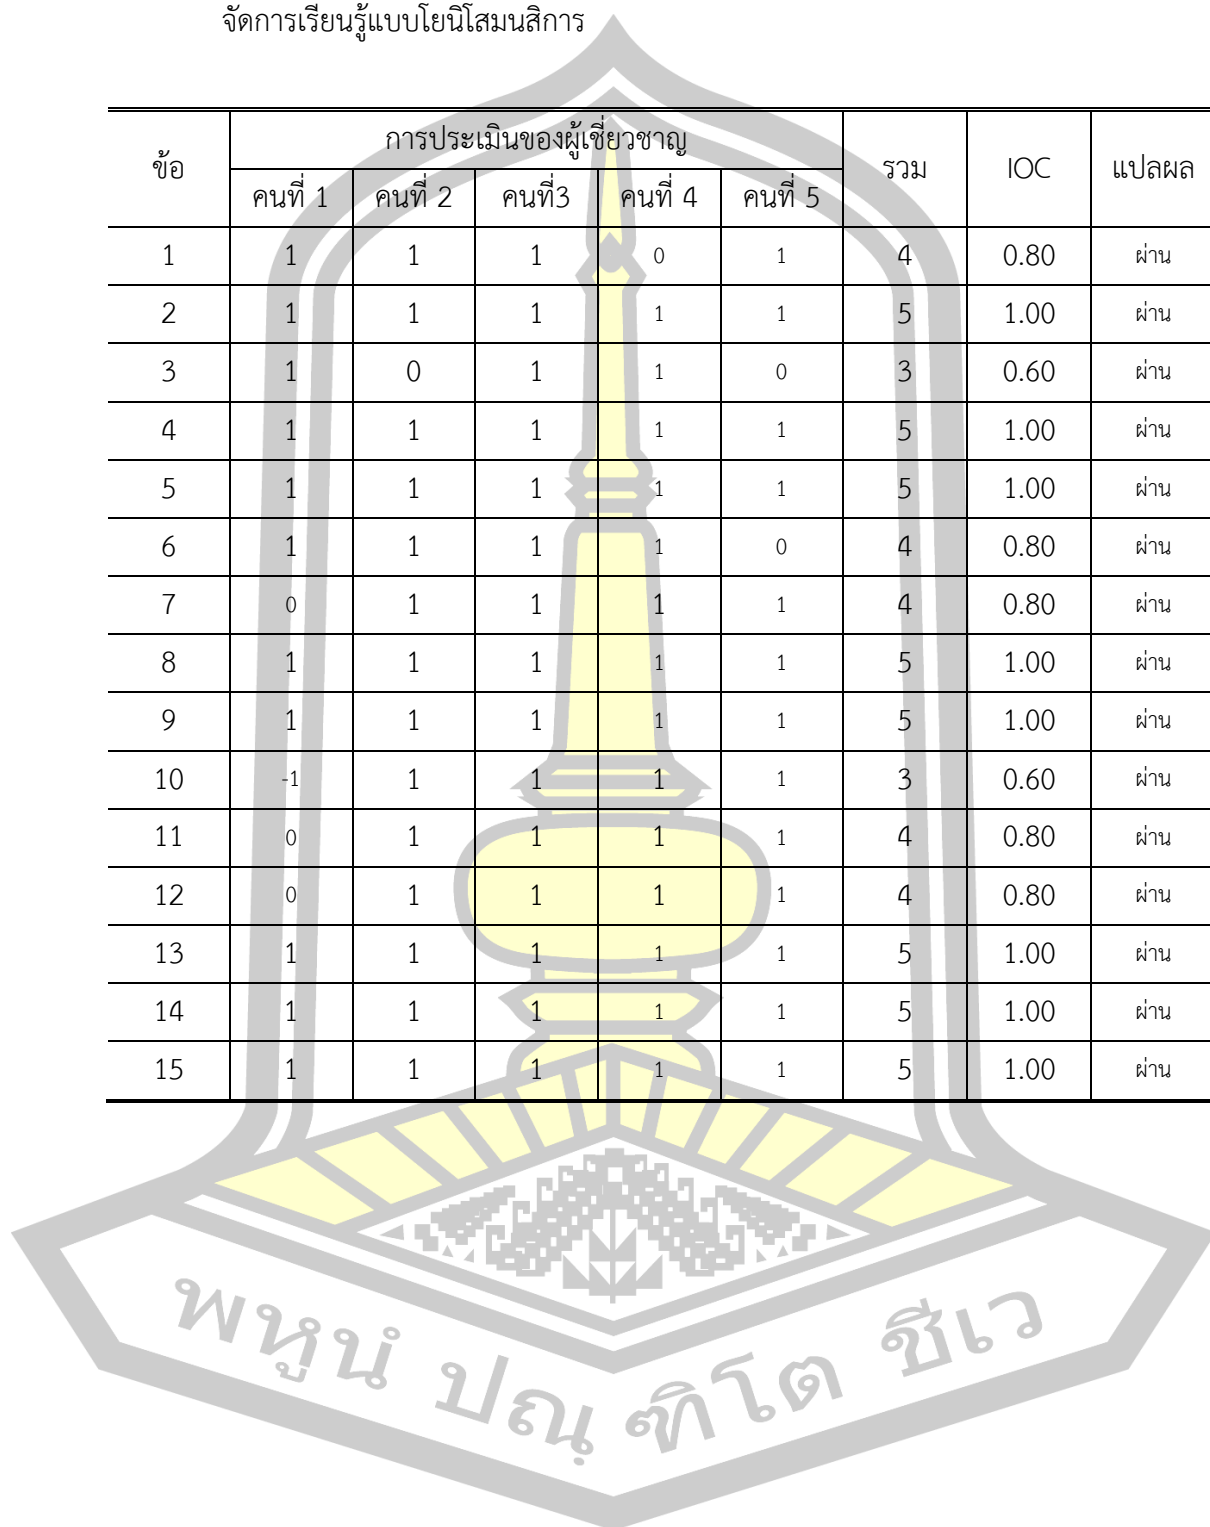 จัดการเรียนรู้แบบโยนิโสมนสิการ
ข้อ การประเมินของผู้เชี่ยวชาญ รวม IOC แปลผล
คนที่ 1 คนที่ 2 คนที่3 คนที่ 4 คนที่ 5
1 1 1 1 0 1 4 0.80 ผ่าน
2 1 1 1 1 1 5 1.00 ผ่าน
3 1 0 1 1 0 3 0.60 ผ่าน
4 1 1 1 1 1 5 1.00 ผ่าน
5 1 1 1 1 1 5 1.00 ผ่าน
6 1 1 1 1 0 4 0.80 ผ่าน
7 0 1 1 1 1 4 0.80 ผ่าน
8 1 1 1 1 1 5 1.00 ผ่าน
9 1 1 1 1 1 5 1.00 ผ่าน
10 -1 1 1 1 1 3 0.60 ผ่าน
11 0 1 1 1 1 4 0.80 ผ่าน
12 0 1 1 1 1 4 0.80 ผ่าน
13 1 1 1 1 1 5 1.00 ผ่าน
14 1 1 1 1 1 5 1.00 ผ่าน
15 1 1 1 1 1 5 1.00 ผ่าน
พหูนํ ปณฺฑิโต ชีเว